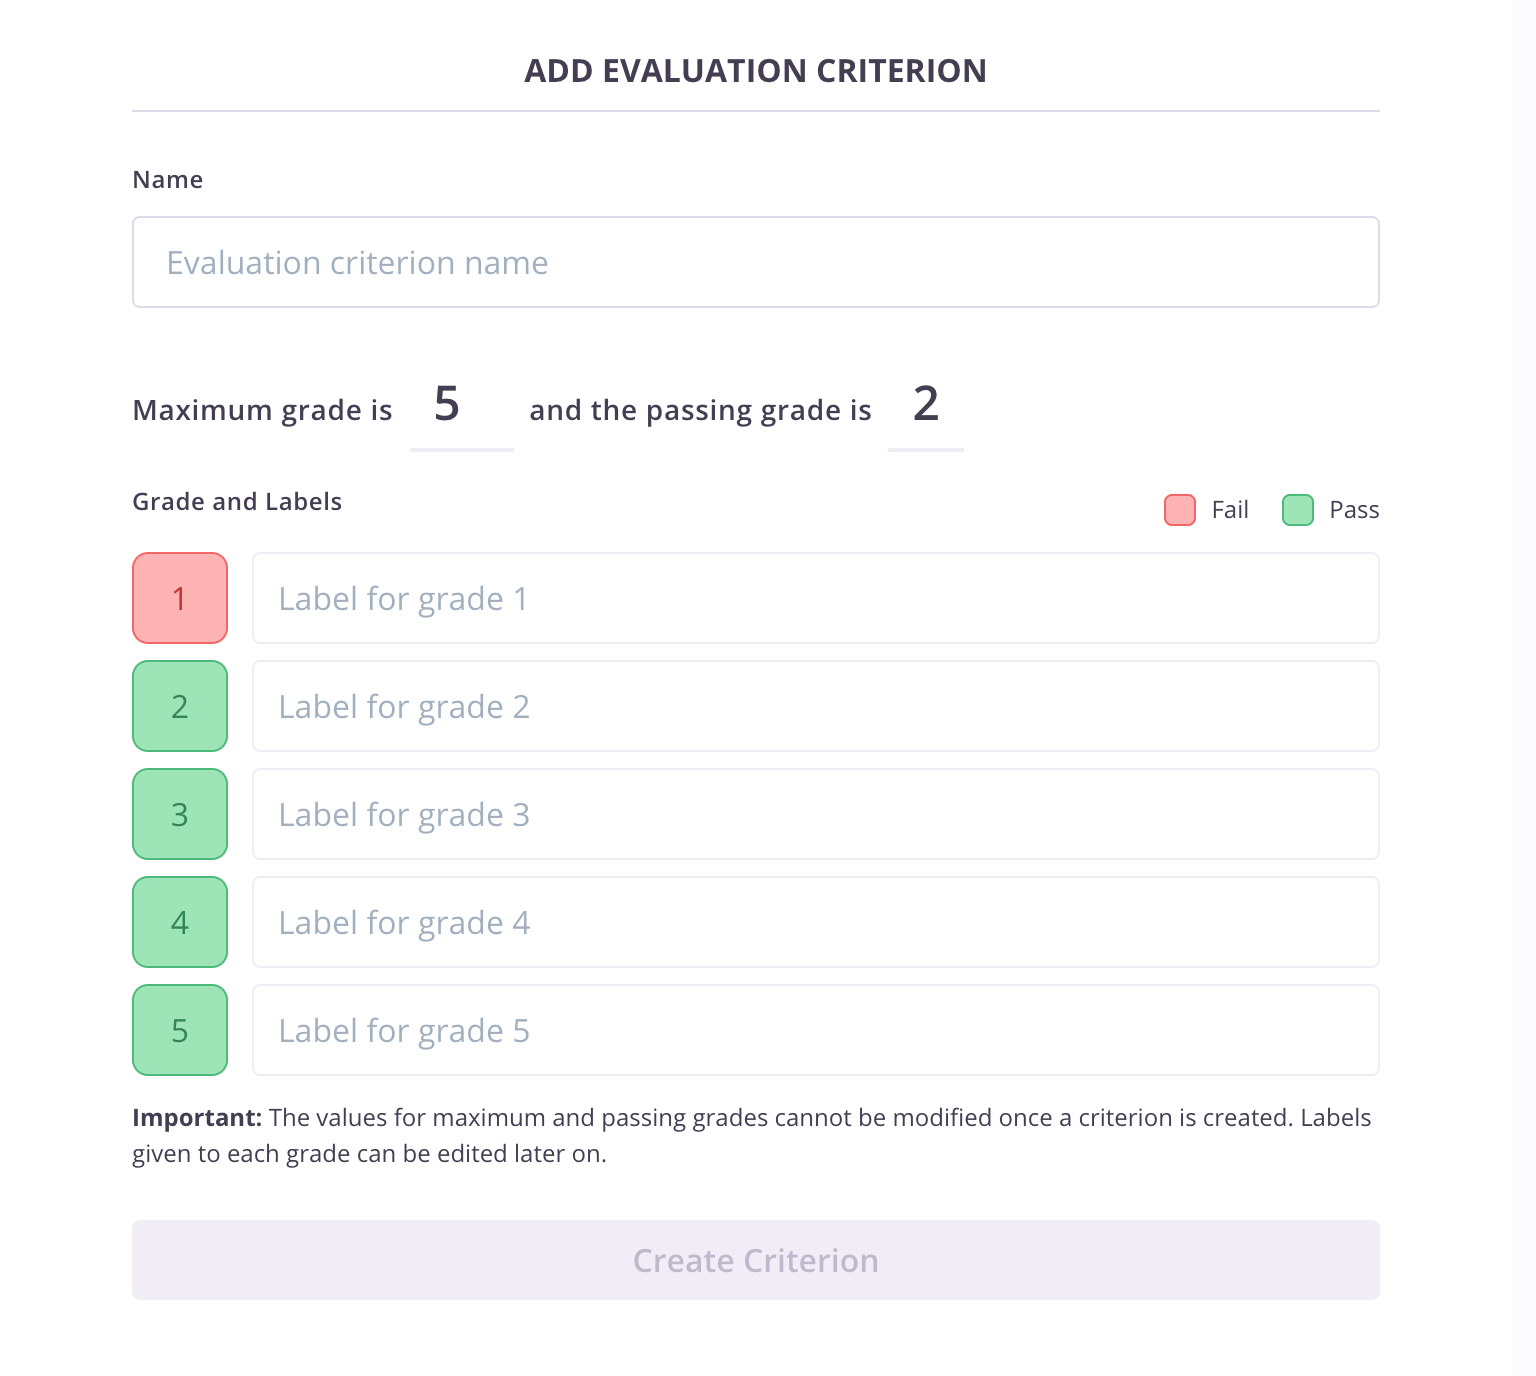 ADD EVALUATION CRITERION
Name
Evaluation criterion name
Maximum grade is 5 and the passing grade is 2
Grade and Labels Fail Pass
1 Label for grade 1
2 Label for grade 2
3 Label for grade 3
4 Label for grade 4
5 Label for grade 5
Important: The values for maximum and passing grades cannot be modified once a criterion is created. Labels
given to each grade can be edited later on.
Create Criterion